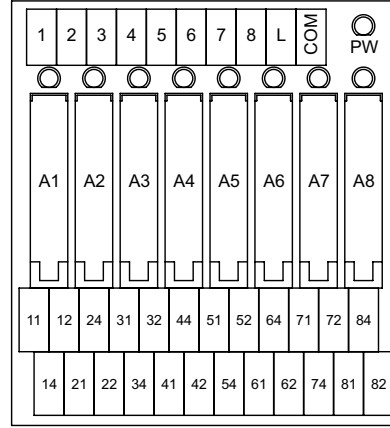 1 2 3 4 5 6 7 8 L COM
PW
A1 A2 A3 A4 A5 A6 A7 A8
11 12 24 31 32 44 51 52 64 71 72 84
14 21 22 34 41 42 54 61 62 74 81 82